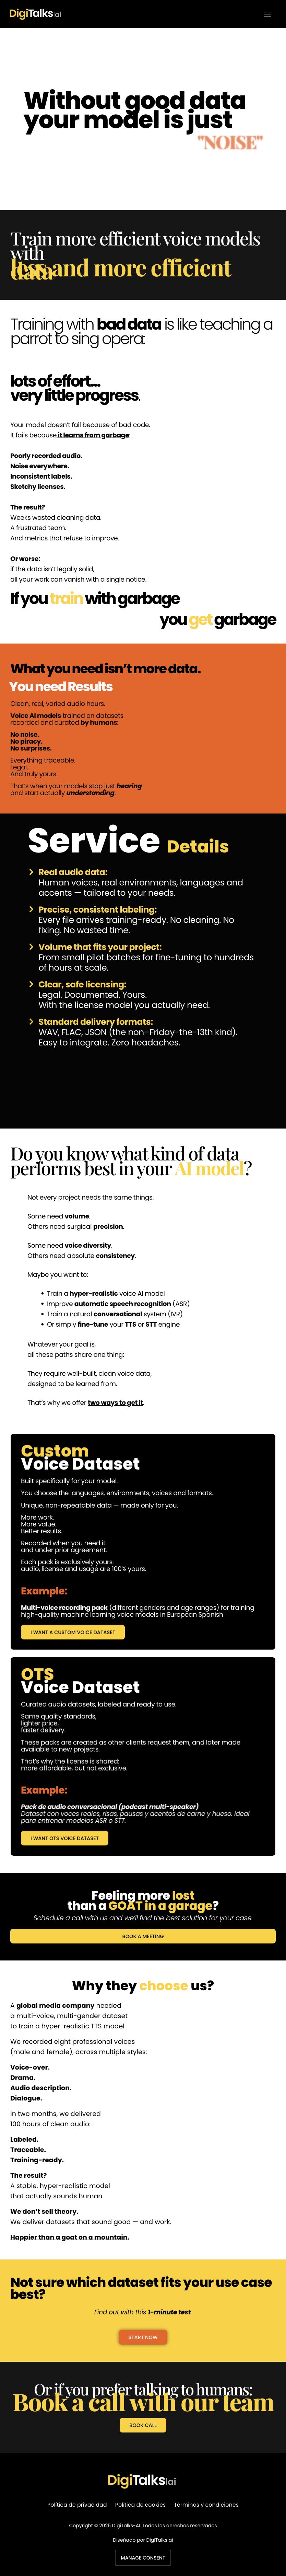 DigiTalks|ai
Without good data
your model is just
"NOISE"
Train more efficient voice models
with
less and more efficient
data
Training with bad data is like teaching a
parrot to sing opera:
lots of effort...
very little progress.
Your model doesn't fail because of bad code.
It fails because it learns from garbage:
Poorly recorded audio.
Noise everywhere.
Inconsistent labels.
Sketchy licenses.
The result?
Weeks wasted cleaning data.
A frustrated team.
And metrics that refuse to improve.
Or worse:
if the data isn't legally solid,
all your work can vanish with a single notice.
If you train with garbage
you get garbage
What you need isn't more data.
You need Results
Clean, real, varied audio hours.
Voice AI models trained on datasets
recorded and curated by humans:
No noise.
No piracy.
No surprises.
Everything traceable.
Legal.
And truly yours.
That's when your models stop just hearing
and start actually understanding.
Service Details
Real audio data:
Human voices, real environments, languages and
accents — tailored to your needs.
Precise, consistent labeling:
Every file arrives training-ready. No cleaning. No
fixing. No wasted time.
Volume that fits your project:
From small pilot batches for fine-tuning to hundreds
of hours at scale.
Clear, safe licensing:
Legal. Documented. Yours.
With the license model you actually need.
Standard delivery formats:
WAV, FLAC, JSON (the non–Friday-the-13th kind).
Easy to integrate. Zero headaches.
Do you know what kind of data
performs best in your AI model?
Not every project needs the same things.
Some need volume.
Others need surgical precision.
Some need voice diversity.
Others need absolute consistency.
Maybe you want to:
• Train a hyper-realistic voice AI model
• Improve automatic speech recognition (ASR)
• Train a natural conversational system (IVR)
• Or simply fine-tune your TTS or STT engine
Whatever your goal is,
all these paths share one thing:
They require well-built, clean voice data,
designed to be learned from.
That's why we offer two ways to get it.
Custom
Voice Dataset
Built specifically for your model.
You choose the languages, environments, voices and formats.
Unique, non-repeatable data — made only for you.
More work.
More value.
Better results.
Recorded when you need it
and under prior agreement.
Each pack is exclusively yours:
audio, license and usage are 100% yours.
Example:
Multi-voice recording pack (different genders and age ranges) for training
high-quality machine learning voice models in European Spanish
I WANT A CUSTOM VOICE DATASET
OTS
Voice Dataset
Curated audio datasets, labeled and ready to use.
Same quality standards,
lighter price,
faster delivery.
These packs are created as other clients request them, and later made
available to new projects.
That's why the license is shared:
more affordable, but not exclusive.
Example:
Pack de audio conversacional (podcast multi-speaker)
Dataset con voces reales, risas, pausas y acentos de carne y hueso. Ideal
para entrenar modelos ASR o STT.
I WANT OTS VOICE DATASET
Feeling more lost
than a GOAT in a garage?
Schedule a call with us and we'll find the best solution for your case.
BOOK A MEETING
Why they choose us?
A global media company needed
a multi-voice, multi-gender dataset
to train a hyper-realistic TTS model.
We recorded eight professional voices
(male and female), across multiple styles:
Voice-over.
Drama.
Audio description.
Dialogue.
In two months, we delivered
100 hours of clean audio:
Labeled.
Traceable.
Training-ready.
The result?
A stable, hyper-realistic model
that actually sounds human.
We don't sell theory.
We deliver datasets that sound good — and work.
Happier than a goat on a mountain.
Not sure which dataset fits your use case
best?
Find out with this 1-minute test.
START NOW
Or if you prefer talking to humans:
Book a call with our team
BOOK CALL
DigiTalks|ai
Política de privacidad Política de cookies Términos y condiciones
Copyright © 2025 DigiTalks-AI. Todos los derechos reservados
Diseñado por DigiTalks|ai
MANAGE CONSENT